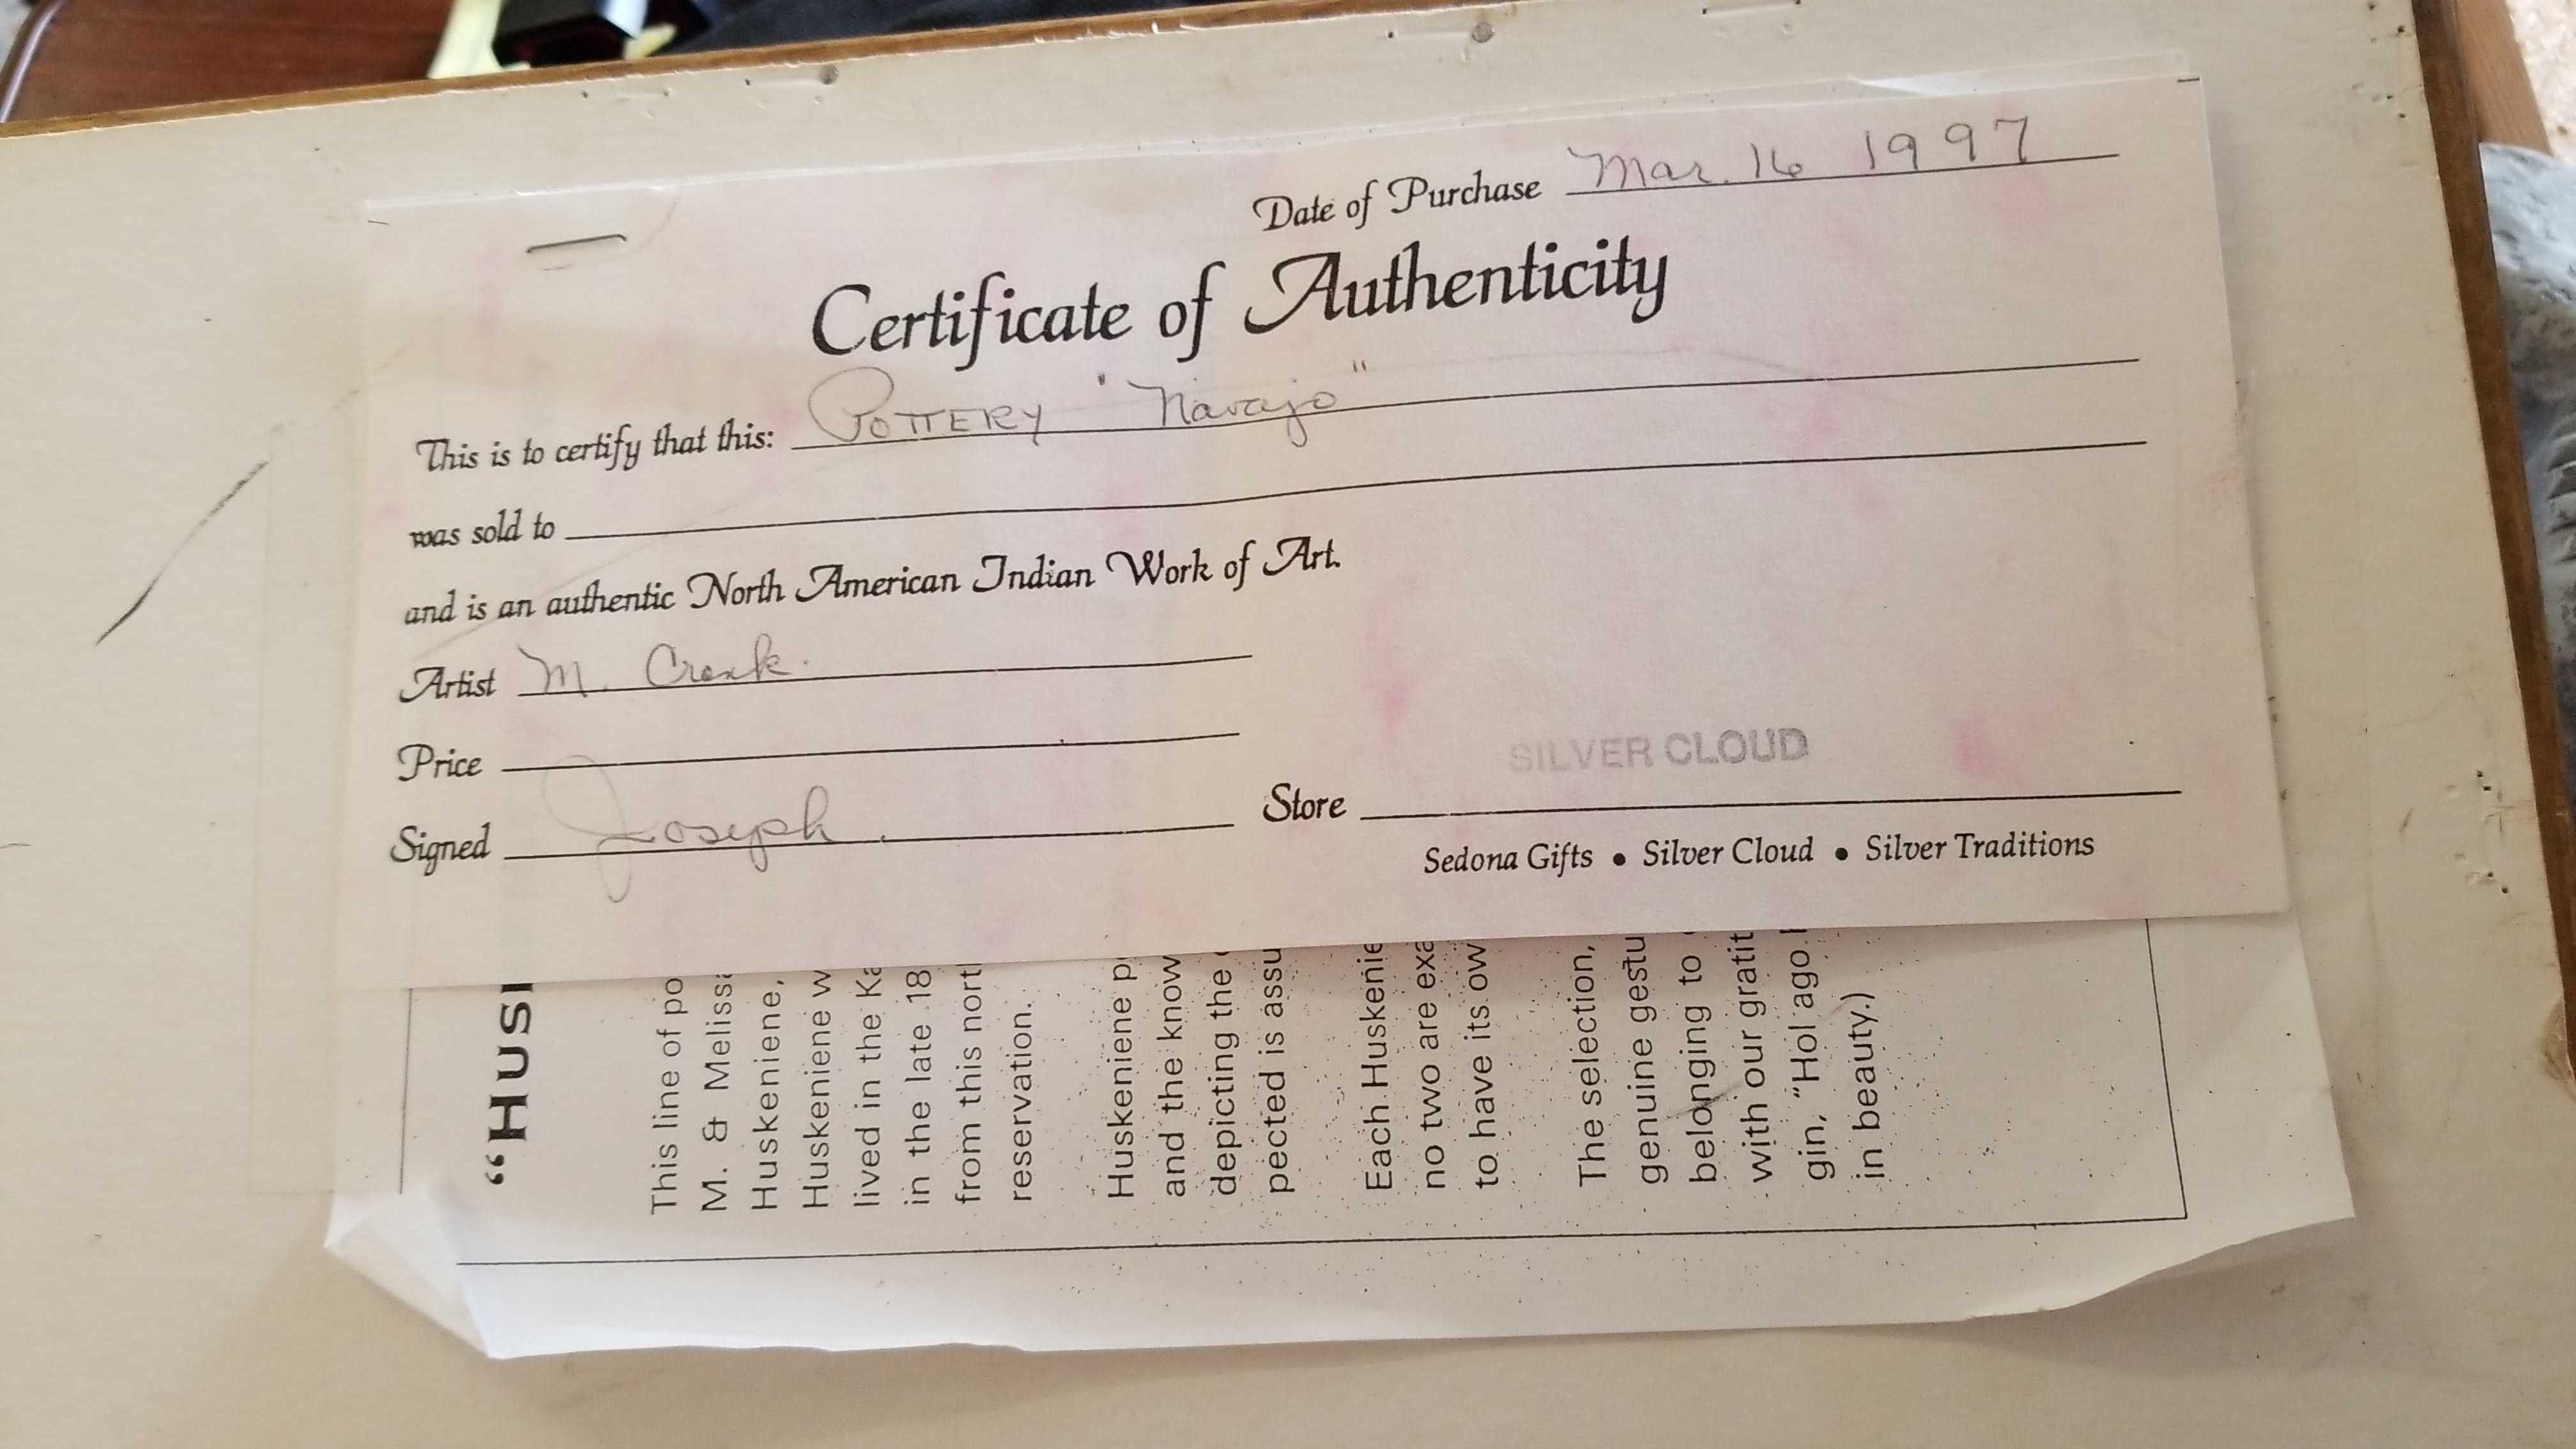 Date of Purchase Mar. 16 1997
Certificate of Authenticity
This is to certify that this: POTTERY "Navajo"
was sold to
and is an authentic North American Indian Work of Art.
Artist M. Crank.
Price
Signed Joseph.
SILVER CLOUD
Store
Sedona Gifts • Silver Cloud • Silver Traditions
"HUS
This line of po
M. & Melissa
Huskeniene,
Huskeniene w
lived in the Ka
in the late 18
from this nort
reservation.
Huskeniene p
and the know
depicting the
pected is assu
Each Huskenie
no two are exa
to have its ow
The selection,
genuine gestu
belonging to
with our gratit
gin, "Hol ago
in beauty.)